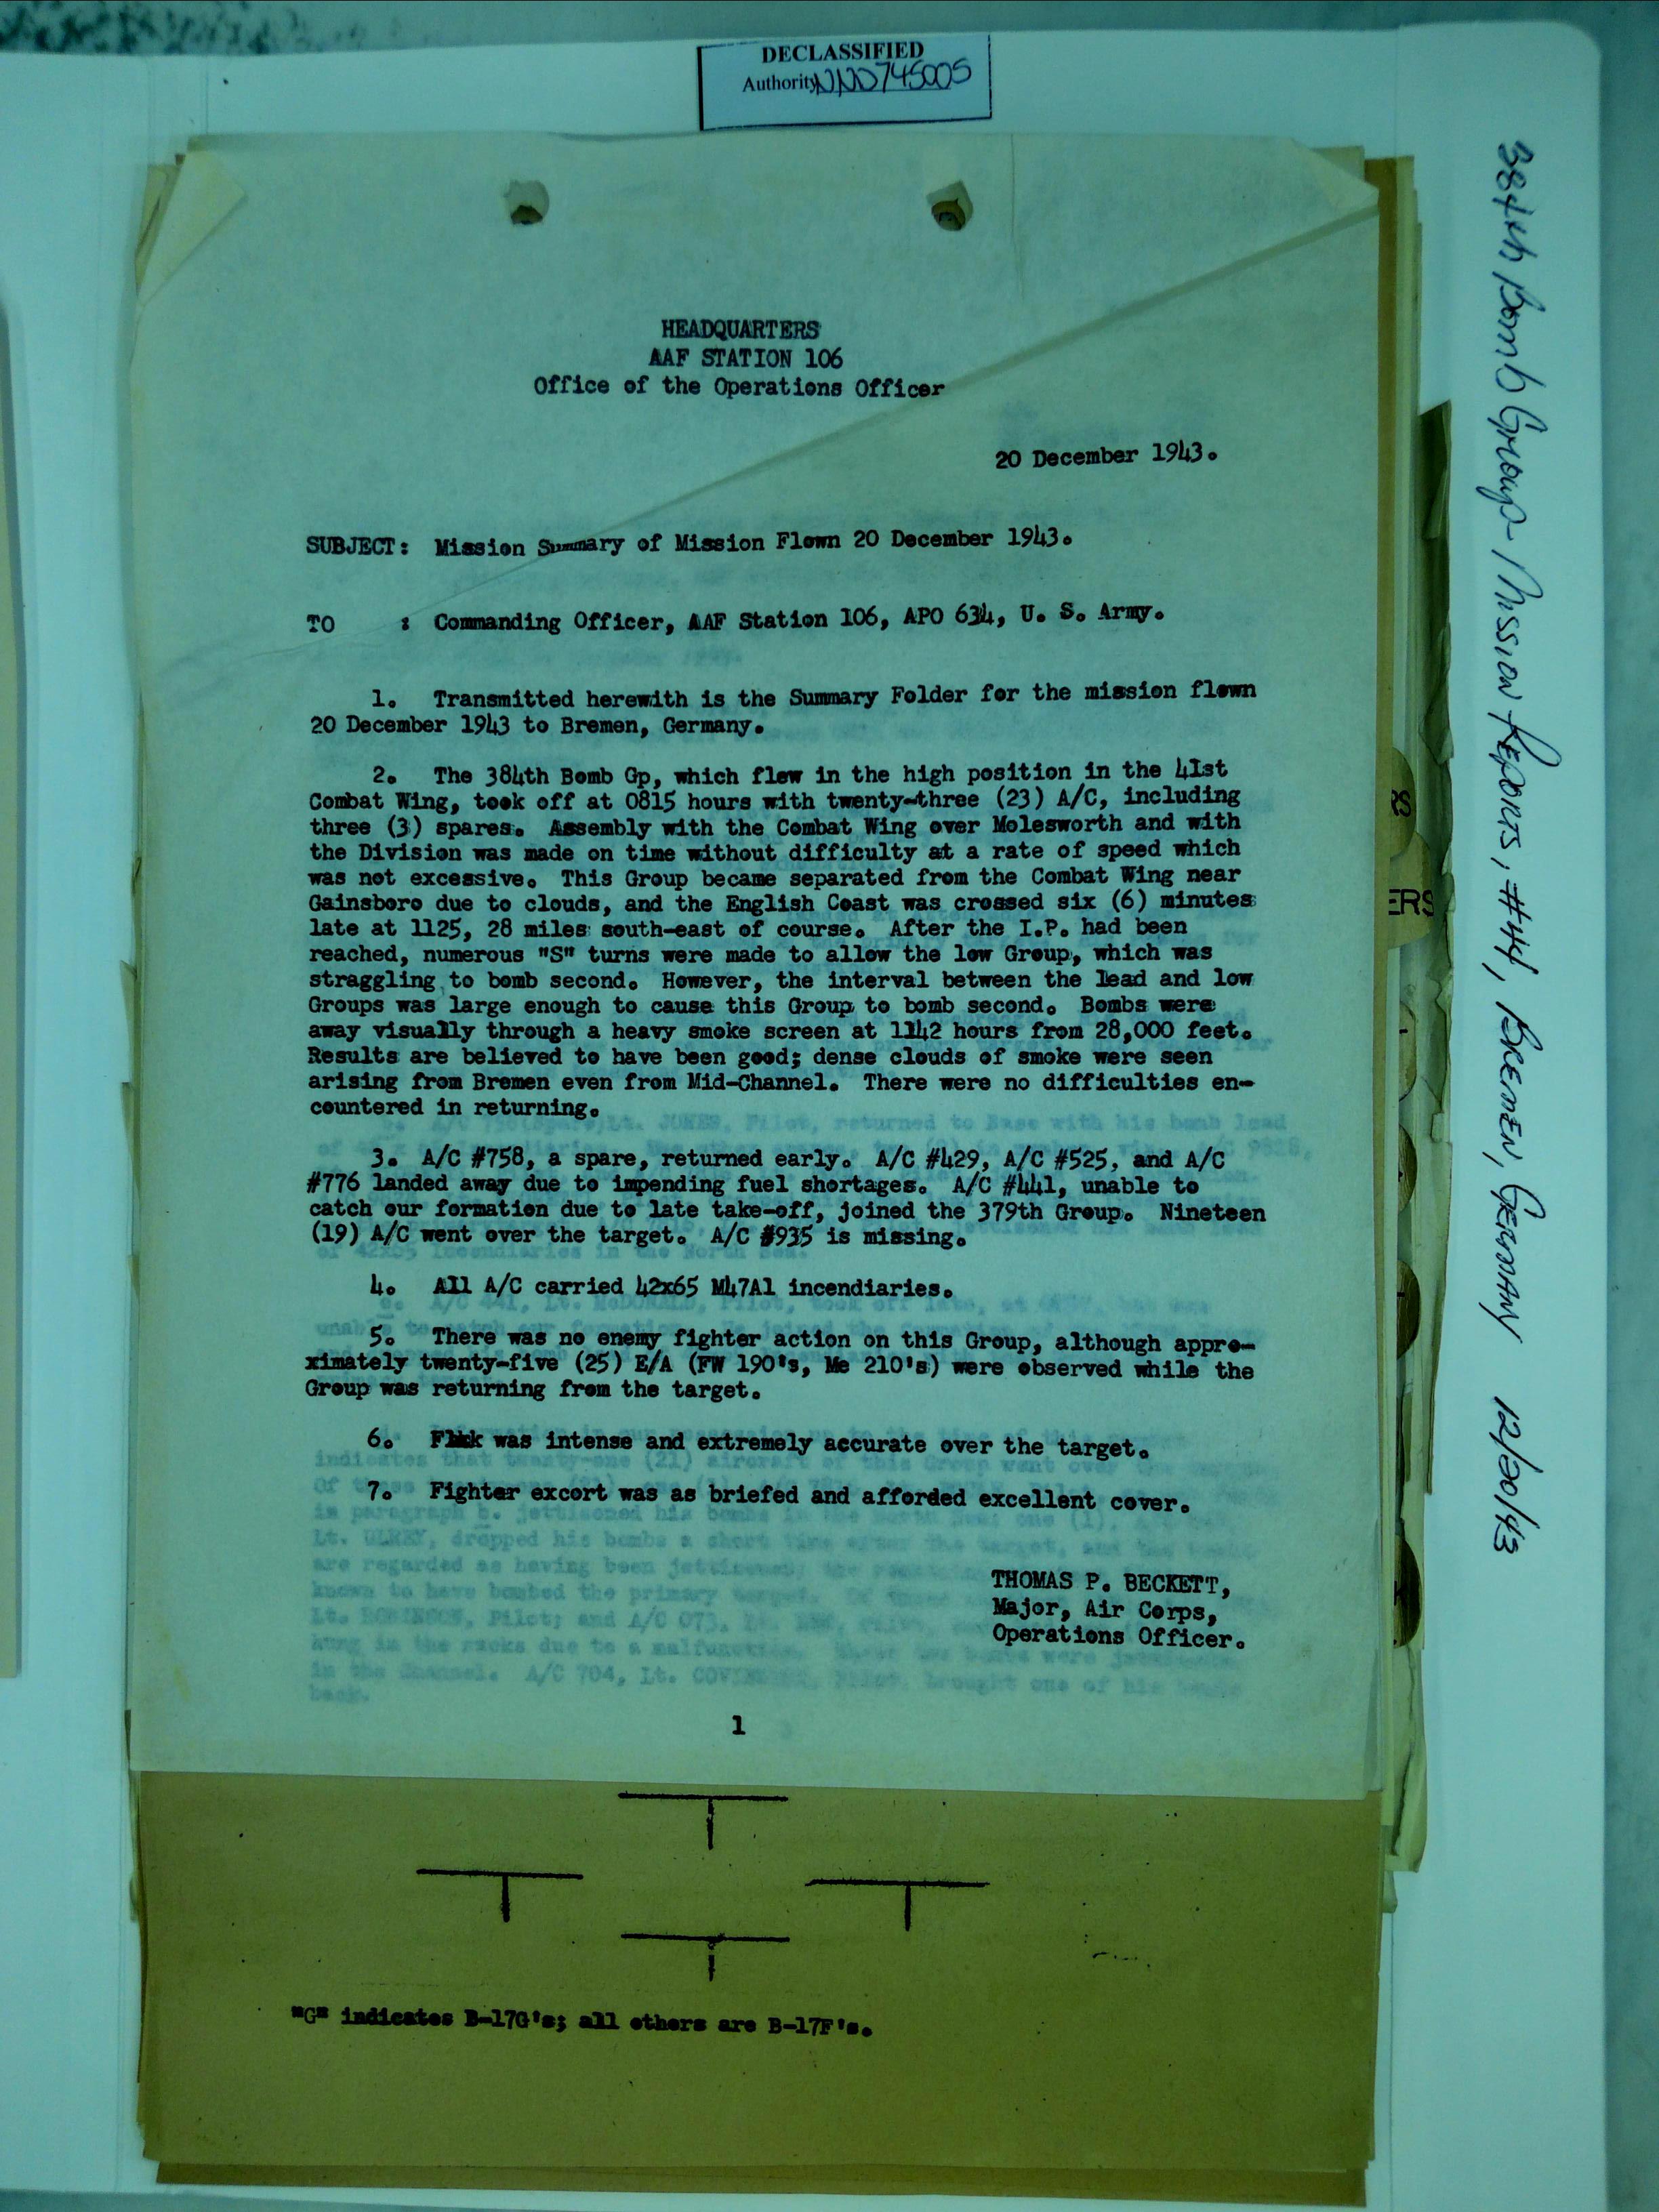 DECLASSIFIED
Authority NND745005
384th Bomb Group - Mission Reports, #44, Bremen, Germany 12/20/43
HEADQUARTERS
AAF STATION 106
Office of the Operations Officer
20 December 1943.
SUBJECT: Mission Summary of Mission Flown 20 December 1943.
TO : Commanding Officer, AAF Station 106, APO 634, U. S. Army.
1. Transmitted herewith is the Summary Folder for the mission flown
20 December 1943 to Bremen, Germany.
2. The 384th Bomb Gp, which flew in the high position in the 41st
Combat Wing, took off at 0815 hours with twenty-three (23) A/C, including
three (3) spares. Assembly with the Combat Wing over Molesworth and with
the Division was made on time without difficulty at a rate of speed which
was not excessive. This Group became separated from the Combat Wing near
Gainsboro due to clouds, and the English Coast was crossed six (6) minutes
late at 1125, 28 miles south-east of course. After the I.P. had been
reached, numerous "S" turns were made to allow the low Group, which was
straggling to bomb second. However, the interval between the lead and low
Groups was large enough to cause this Group to bomb second. Bombs were
away visually through a heavy smoke screen at 1142 hours from 28,000 feet.
Results are believed to have been good; dense clouds of smoke were seen
arising from Bremen even from Mid-Channel. There were no difficulties en-
countered in returning.
3. A/C #758, a spare, returned early. A/C #429, A/C #525, and A/C
#776 landed away due to impending fuel shortages. A/C #441, unable to
catch our formation due to late take-off, joined the 379th Group. Nineteen
(19) A/C went over the target. A/C #935 is missing.
4. All A/C carried 42x65 M47A1 incendiaries.
5. There was no enemy fighter action on this Group, although appro-
ximately twenty-five (25) E/A (FW 190's, Me 210's) were observed while the
Group was returning from the target.
6. Flak was intense and extremely accurate over the target.
7. Fighter excort was as briefed and afforded excellent cover.
THOMAS P. BECKETT,
Major, Air Corps,
Operations Officer.
1
"G" indicates B-17G's; all others are B-17F's.
RS
ERS